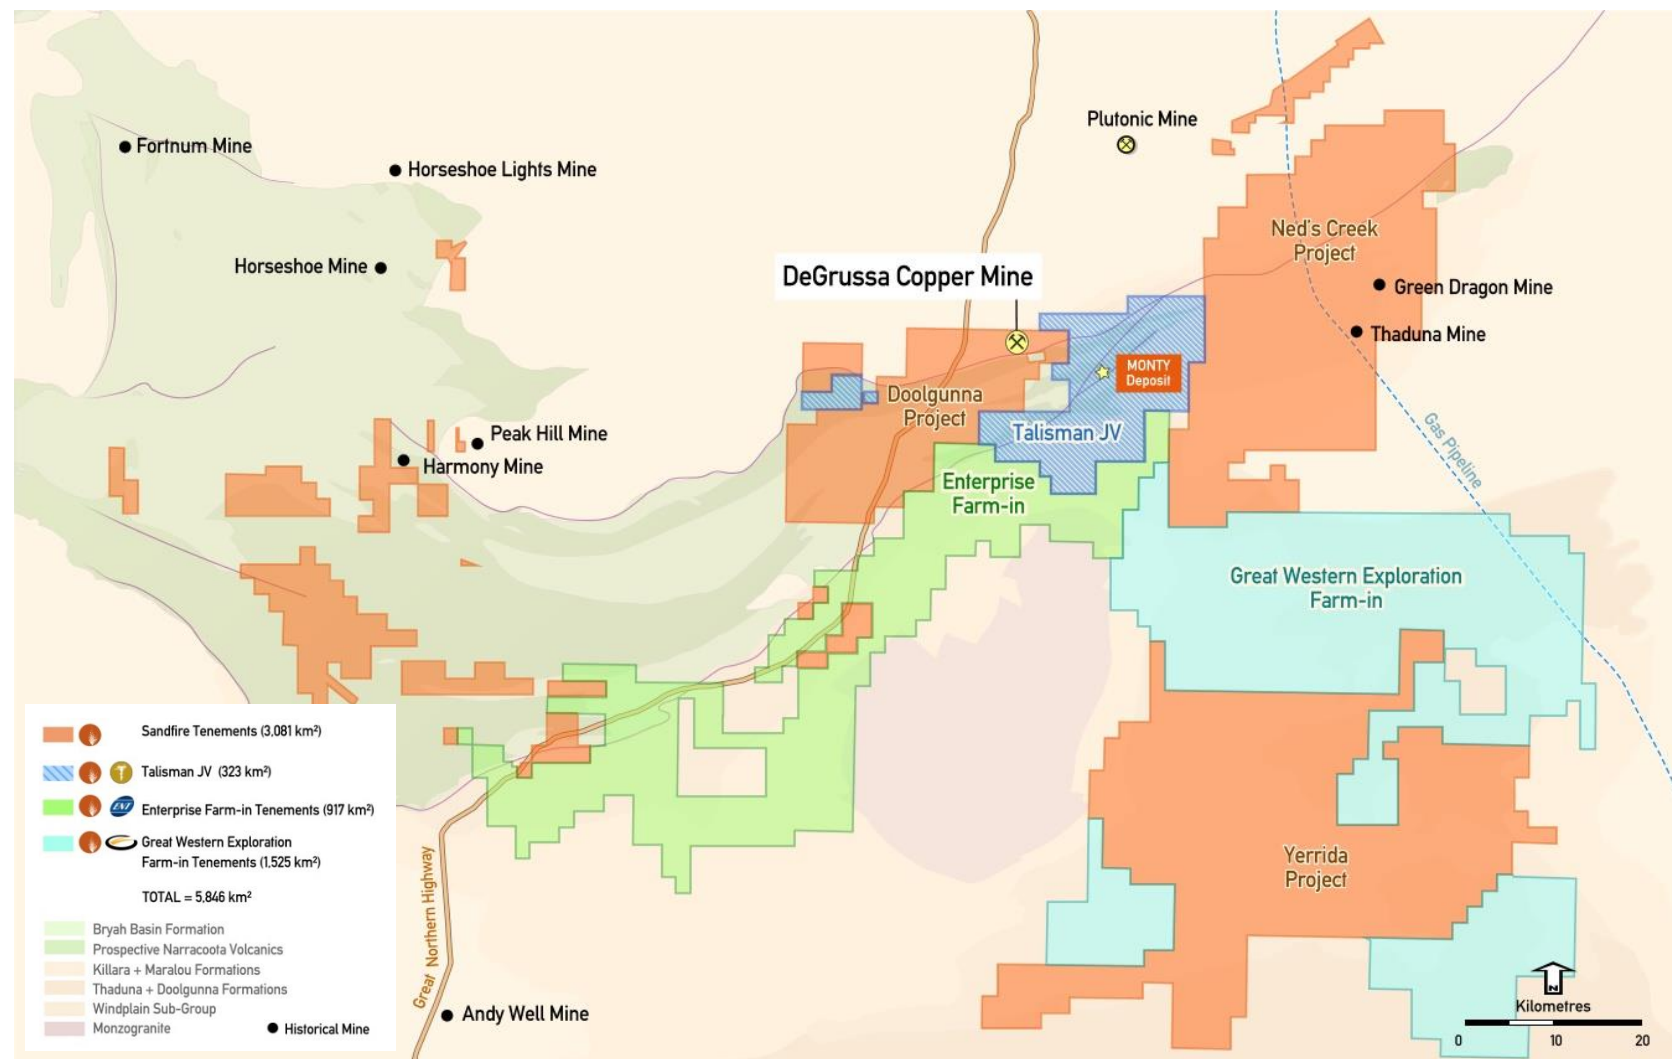 Plutonic Mine
Fortnum Mine
Horseshoe Lights Mine
Ned's Creek
Project
Horseshoe Mine
DeGrussa Copper Mine
Green Dragon Mine
Thaduna Mine
MONTY
Deposit
Doolgunna
Project
Talisman JV
Peak Hill Mine
Harmony Mine
Gas Pipeline
Enterprise
Farm-in
Great Western Exploration
Farm-in
Sandfire Tenements (3,081 km²)
Talisman JV (323 km²)
ENT
Enterprise Farm-in Tenements (917 km²)
Great Western Exploration
Farm-in Tenements (1,525 km²)
TOTAL = 5,846 km²
Bryah Basin Formation
Prospective Narracoota Volcanics
Killara + Maralou Formations
Thaduna + Doolgunna Formations
Windplain Sub-Group
Monzogranite
Historical Mine
Great Northern Highway
Yerrida
Project
Andy Well Mine
N
Kilometres
0 10 20